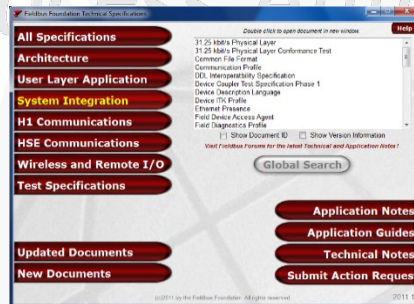 Fieldbus Foundation Technical Specifications
All Specifications
Architecture
User Layer Application
System Integration
H1 Communications
HSE Communications
Wireless and Remote I/O
Test Specifications
Updated Documents
New Documents
Double click to open document in new window.
Help
31.25 kbit/s Physical Layer
31.25 kbit/s Physical Layer Conformance Test
Common File Format
Communication Profile
DDL Interoperability Specification
Device Coupler Test Specification Phase 1
Device Description Language
Device ITK Profile
Ethernet Presence
Field Device Access Agent
Field Diagnostics Profile
Show Document ID Show Version Information
Visit Fieldbus Forums for the latest Technical and Application Notes!
Global Search
Application Notes
Application Guides
Technical Notes
Submit Action Reques
©2011 by the Fieldbus Foundation. All rights reserved.
2011.1